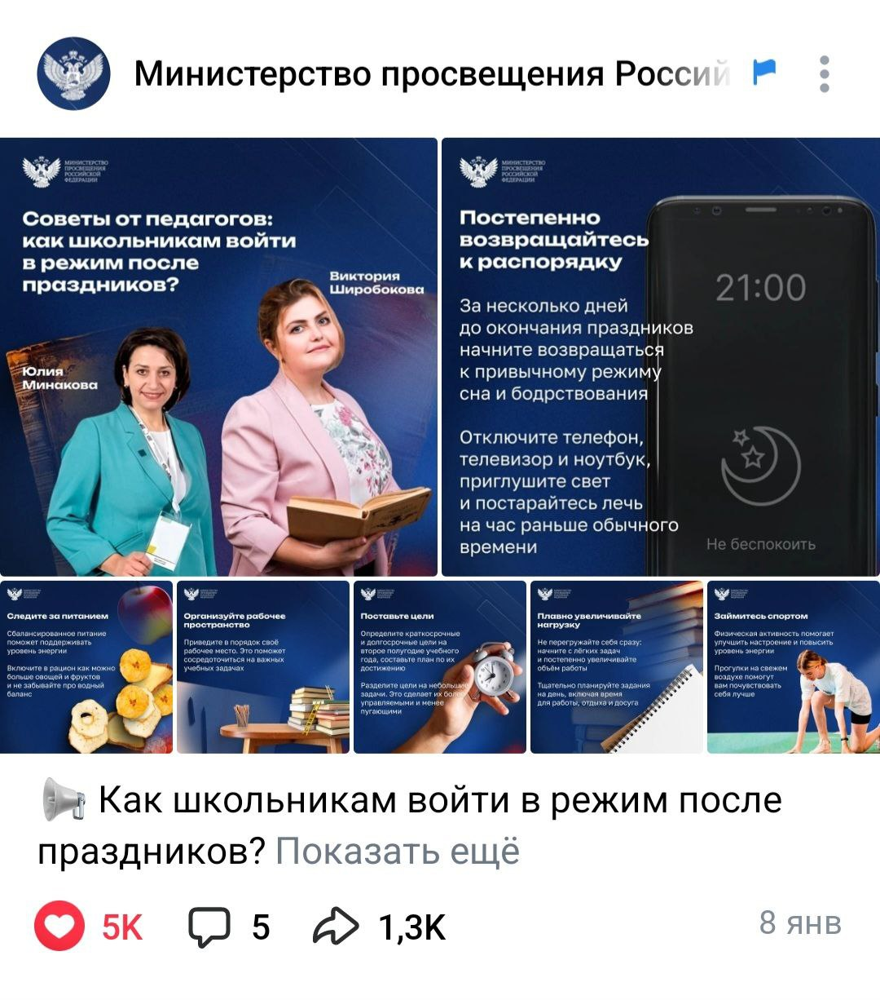 Министерство просвещения Россий
МИНИСТЕРСТВО
ПРОСВЕЩЕНИЯ
РОССИЙСКОЙ
ФЕДЕРАЦИИ
Советы от педагогов:
как школьникам войти
в режим после
праздников?
Виктория
Широбокова
Юлия
Минакова
МИНИСТЕРСТВО
ПРОСВЕЩЕНИЯ
РОССИЙСКОЙ
ФЕДЕРАЦИИ
Постепенно
возвращайтесь
к распорядку
За несколько дней
до окончания праздников
начните возвращаться
к привычному режиму
сна и бодрствования
Отключите телефон,
телевизор и ноутбук,
приглушите свет
и постарайтесь лечь
на час раньше обычного
времени
21:00
Не беспокоить
Следите за питанием
Сбалансированное питание
поможет поддерживать
уровень энергии
Включите в рацион как можно
больше овощей и фруктов
и не забывайте про водный
баланс
Организуйте рабочее
пространство
Приведите в порядок своё
рабочее место. Это поможет
сосредоточиться на важных
учебных задачах
Поставьте цели
Определите краткосрочные
и долгосрочные цели на
второе полугодие учебного
года, составьте план по их
достижению
Разделите цели на небольшие
задачи. Это сделает их более
управляемыми и менее
пугающими
Плавно увеличивайте
нагрузку
Не перегружайте себя сразу:
начните с лёгких задач
и постепенно увеличивайте
объём работы
Тщательно планируйте задания
на день, включая время
для работы, отдыха и досуга
Займитесь спортом
Физическая активность помогает
улучшить настроение и повысить
уровень энергии
Прогулки на свежем
воздухе помогут
вам почувствовать
себя лучше
Как школьникам войти в режим после
праздников? Показать ещё
5K
5
1,3K
8 янв